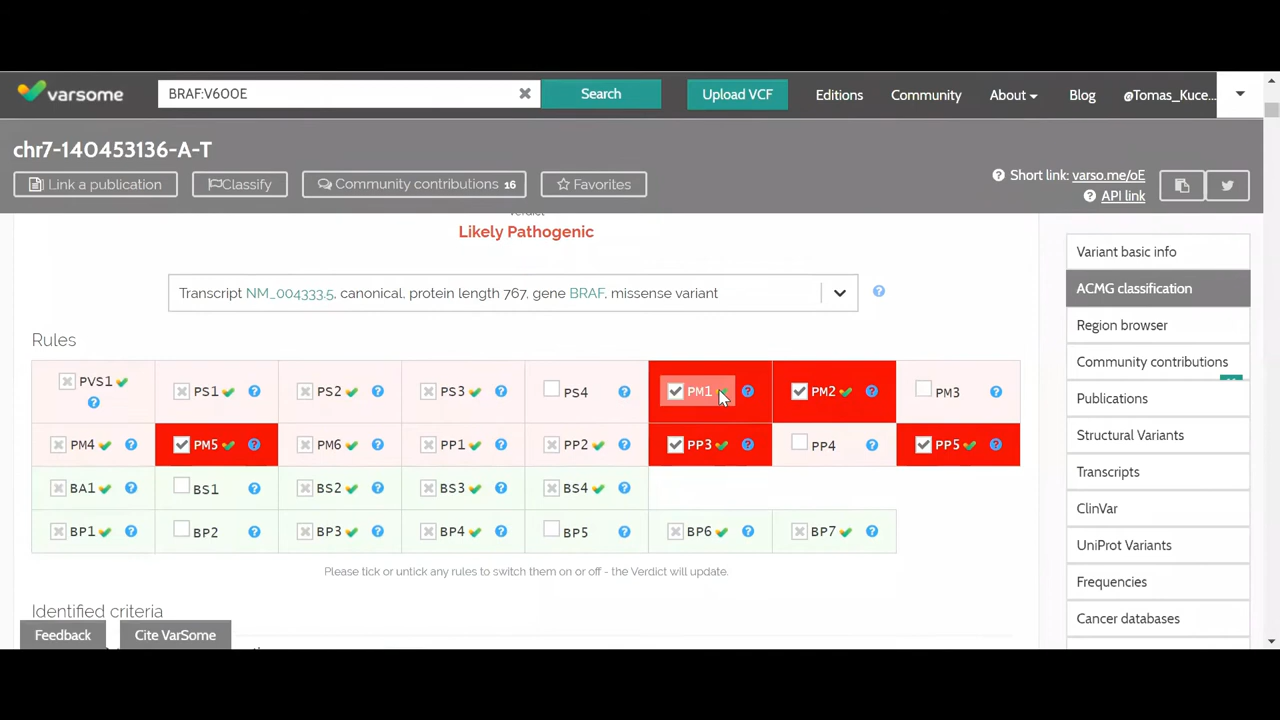 varsome
BRAF:V600E
Search
Upload VCF
Editions
Community
About
Blog
@Tomas_Kuce...
chr7-140453136-A-T
Link a publication
Classify
Community contributions 16
Favorites
Short link: varso.me/oE
API link
Verdict
Likely Pathogenic
Transcript NM_004333.5, canonical, protein length 767, gene BRAF, missense variant
Rules
PVS1 PS1 PS2 PS3 PS4 PM1 PM2 PM3
PM4 PM5 PM6 PP1 PP2 PP3 PP4 PP5
BA1 BS1 BS2 BS3 BS4
BP1 BP2 BP3 BP4 BP5 BP6 BP7
Please tick or untick any rules to switch them on or off - the Verdict will update.
Identified criteria
Feedback
Cite VarSome
Variant basic info
ACMG classification
Region browser
Community contributions
Publications
Structural Variants
Transcripts
ClinVar
UniProt Variants
Frequencies
Cancer databases